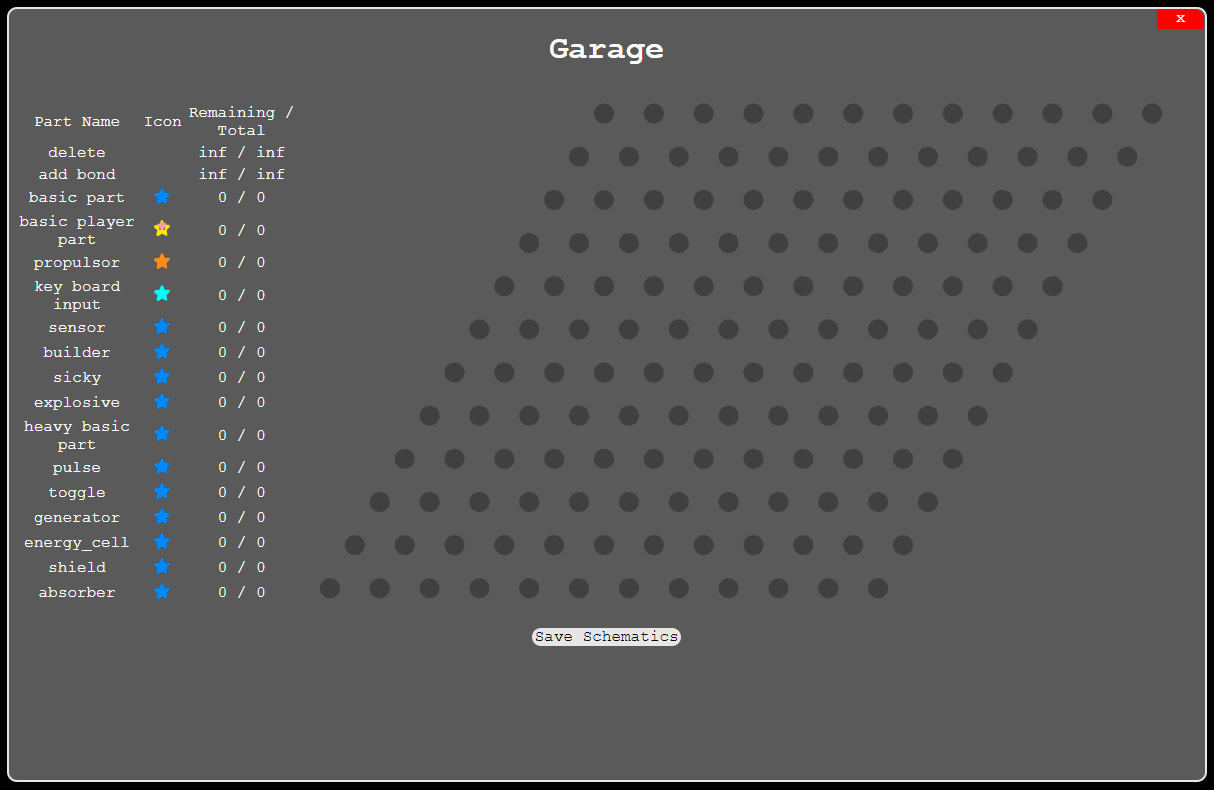 x
Garage
Part Name Icon Remaining /
Total
delete inf / inf
add bond inf / inf
basic part 0 / 0
basic player
part 0 / 0
propulsor 0 / 0
key board
input 0 / 0
sensor 0 / 0
builder 0 / 0
sicky 0 / 0
explosive 0 / 0
heavy basic
part 0 / 0
pulse 0 / 0
toggle 0 / 0
generator 0 / 0
energy_cell 0 / 0
shield 0 / 0
absorber 0 / 0
Save Schematics